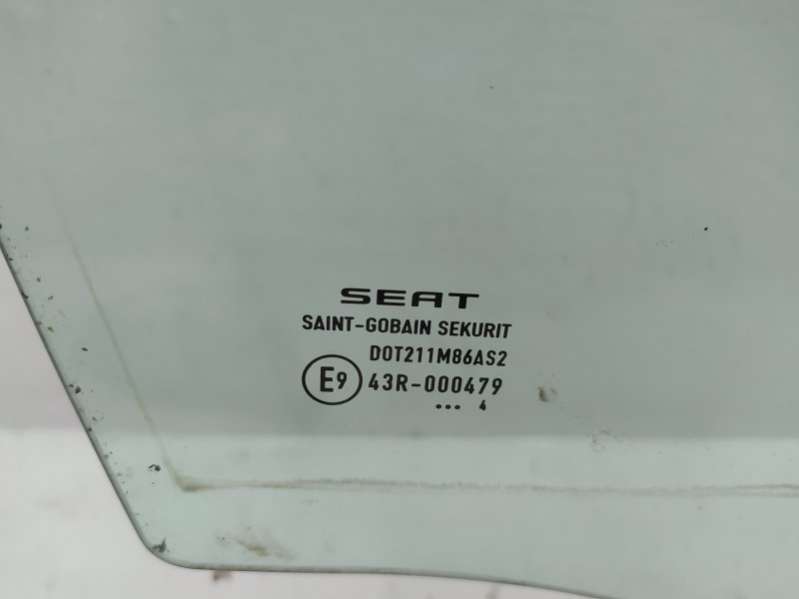 SEAT
SAINT-GOBAIN SEKURIT
DOT211M86AS2
E9 43R-000479
... 4